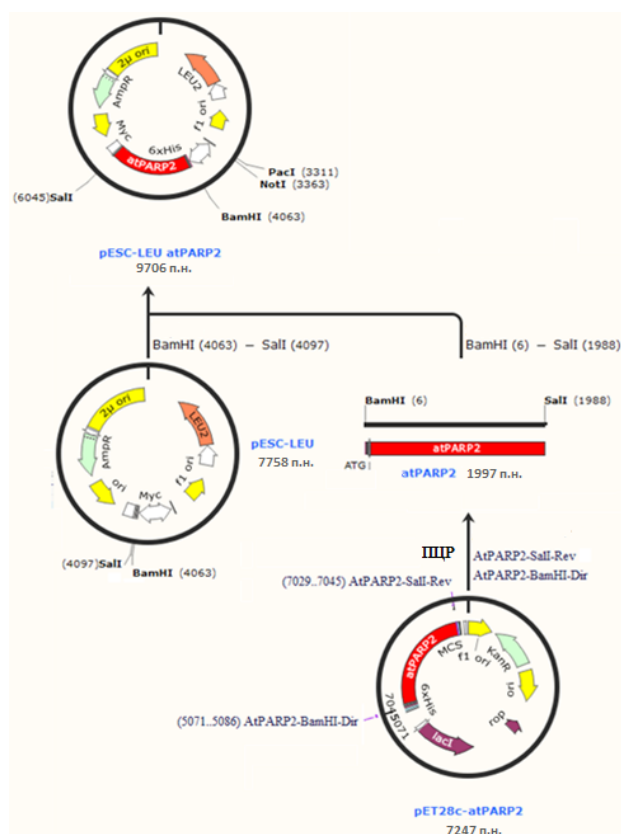 2μ ori
LEU2
AmpR
f1 ori
Myc
6xHis
atPARP2
PacI (3311)
NotI (3363)
(6045)SalI
BamHI (4063)
pESC-LEU atPARP2
9706 п.н.
BamHI (4063) – SalI (4097)
BamHI (6) – SalI (1988)
2μ ori
LEU2
AmpR
f1 ori
ori
Myc
(4097)SalI
BamHI (4063)
pESC-LEU
7758 п.н.
BamHI (6)
SalI (1988)
atPARP2
ATG
atPARP2 1997 п.н.
ПЦР
AtPARP2-SalI-Rev
AtPARP2-BamHI-Dir
(7029..7045) AtPARP2-SalI-Rev
atPARP2
MCS
f1 ori
KanR
6xHis
rop
lacI
(5071..5086) AtPARP2-BamHI-Dir
pET28c-atPARP2
7247 п.н.